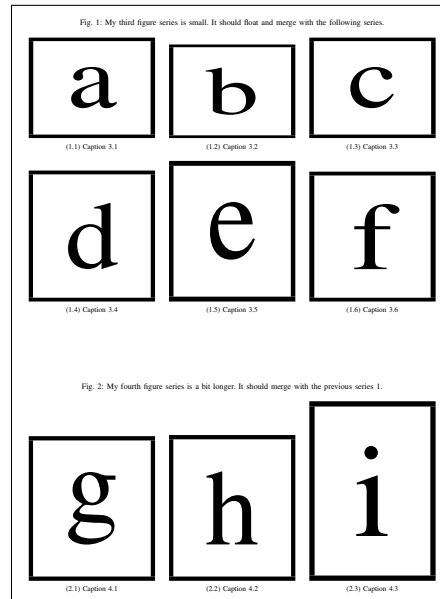 Fig. 1: My third figure series is small. It should float and merge with the following series.
a b c
(1.1) Caption 3.1 (1.2) Caption 3.2 (1.3) Caption 3.3
d e f
(1.4) Caption 3.4 (1.5) Caption 3.5 (1.6) Caption 3.6
Fig. 2: My fourth figure series is a bit longer. It should merge with the previous series 1.
g h i
(2.1) Caption 4.1 (2.2) Caption 4.2 (2.3) Caption 4.3